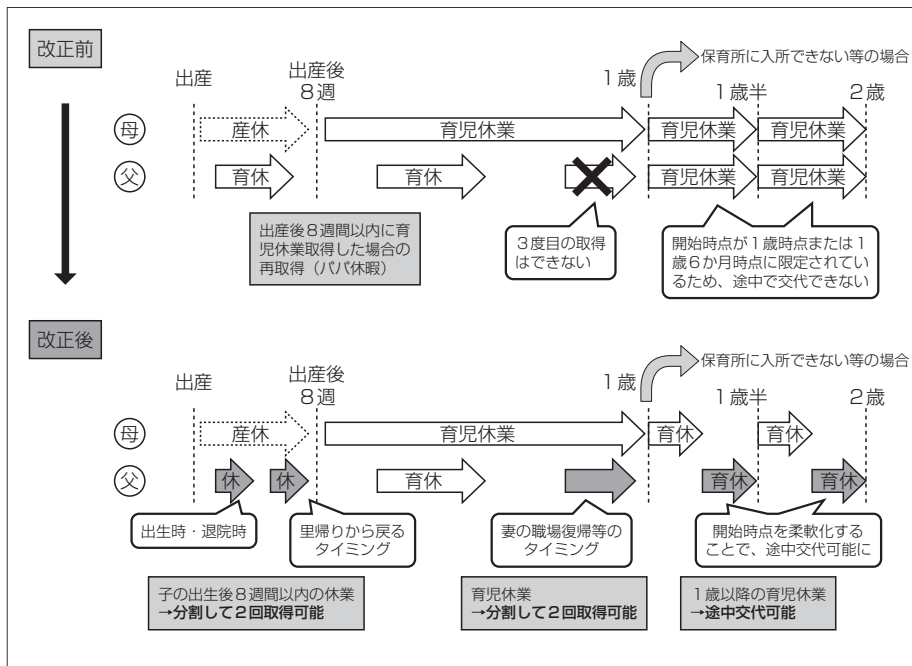 改正前
保育所に入所できない等の場合
出産
出産後
8週
1歳
1歳半
2歳
母
産休
育児休業
育児休業
育児休業
父
育休
育休
育児休業
育児休業
出産後8週間以内に育
児休業取得した場合の
再取得（パパ休暇）
3度目の取得
はできない
開始時点が1歳時点または1
歳6か月時点に限定されてい
るため、途中で交代できない
改正後
保育所に入所できない等の場合
出産
出産後
8週
1歳
1歳半
2歳
母
産休
育児休業
育休
育休
父
休
休
育休
育休
育休
出生時・退院時
里帰りから戻る
タイミング
妻の職場復帰等の
タイミング
開始時点を柔軟化する
ことで、途中交代可能に
子の出生後8週間以内の休業
→分割して2回取得可能
育児休業
→分割して2回取得可能
1歳以降の育児休業
→途中交代可能